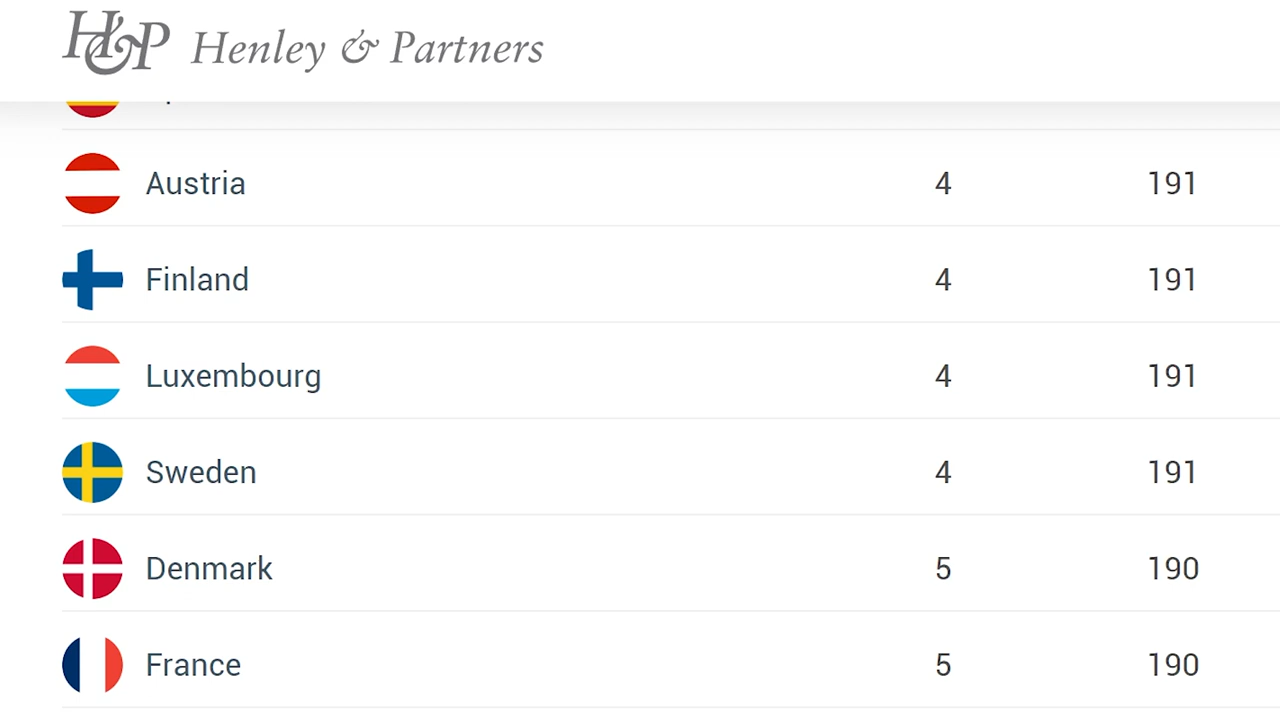 H&P Henley & Partners
Austria 4 191
Finland 4 191
Luxembourg 4 191
Sweden 4 191
Denmark 5 190
France 5 190